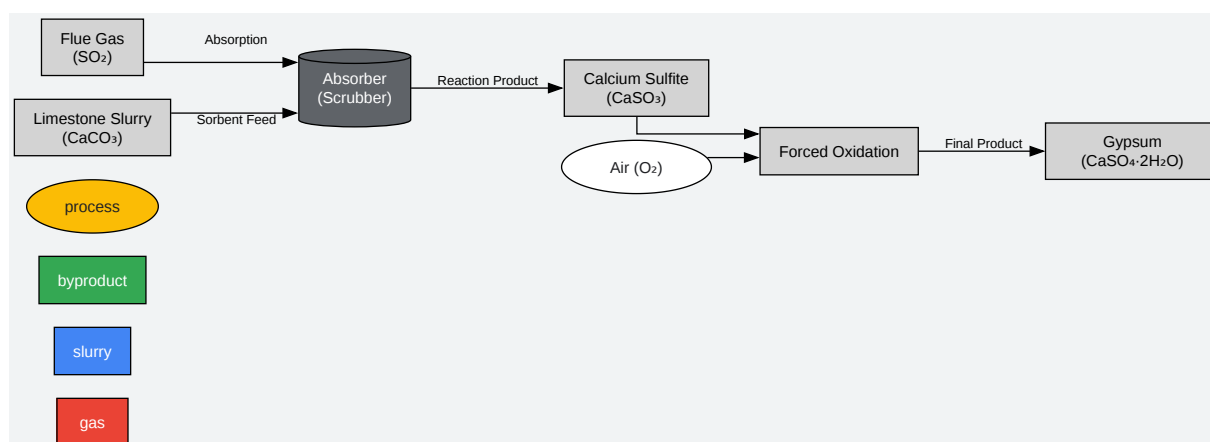 Flue Gas
(SO₂)
Absorption
Absorber
(Scrubber)
Reaction Product
Calcium Sulfite
(CaSO₃)
Limestone Slurry
(CaCO₃)
Sorbent Feed
Air (O₂)
Forced Oxidation
Final Product
Gypsum
(CaSO₄·2H₂O)
process
byproduct
slurry
gas